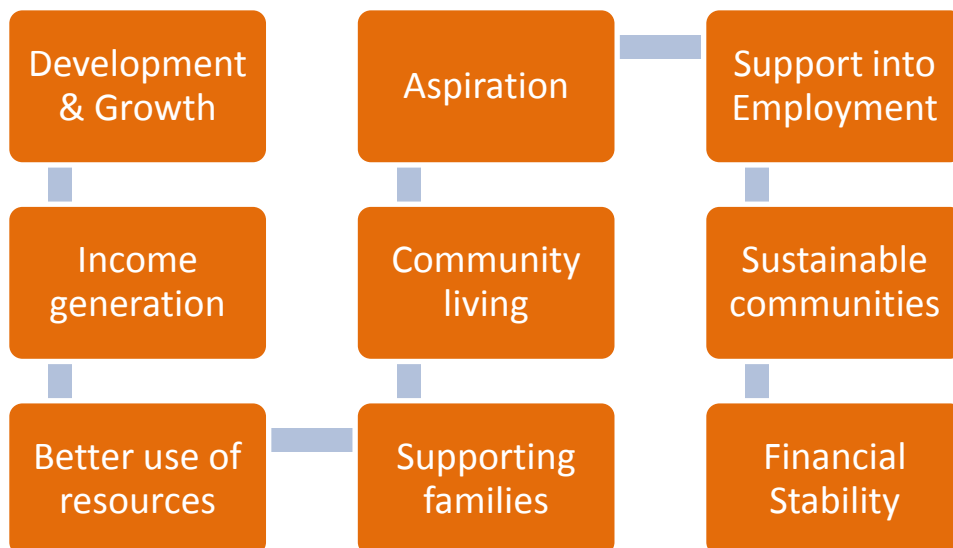 Development
& Growth
Income
generation
Better use of
resources
Supporting
families
Community
living
Aspiration
Support into
Employment
Sustainable
communities
Financial
Stability